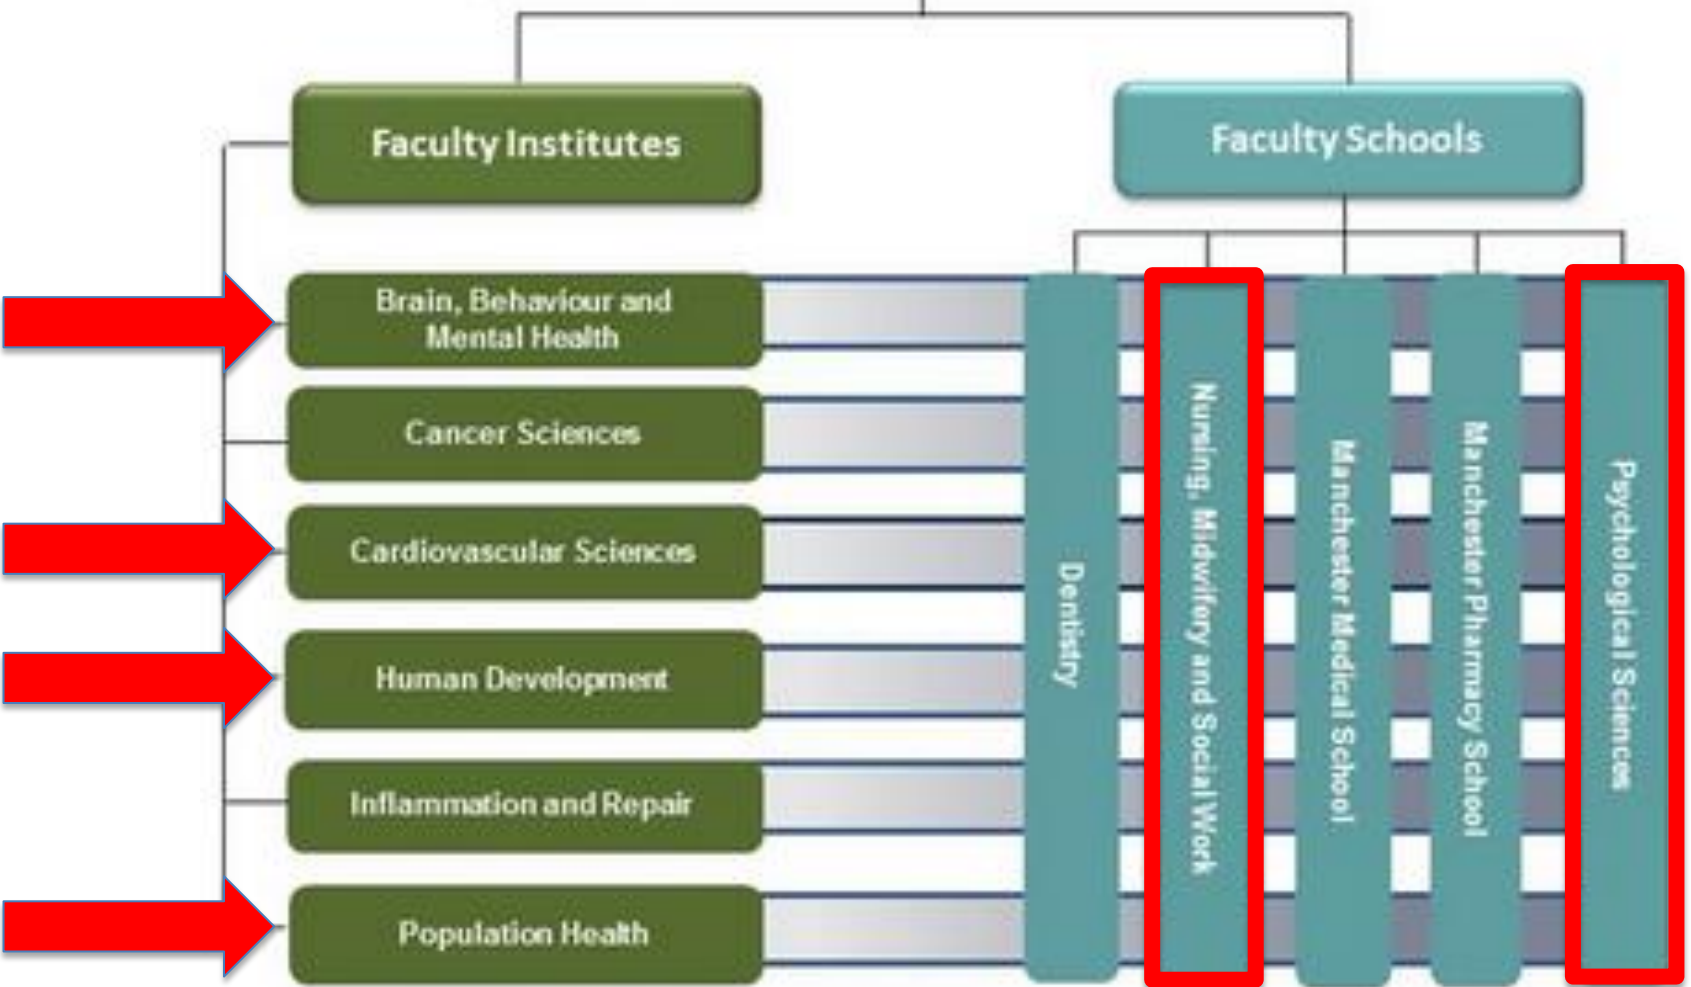 Faculty Institutes
Faculty Schools
Brain, Behaviour and
Mental Health
Cancer Sciences
Cardiovascular Sciences
Human Development
Inflammation and Repair
Population Health
Dentistry
Nursing, Midwifery and Social Work
Manchester Medical School
Manchester Pharmacy School
Psychological Sciences